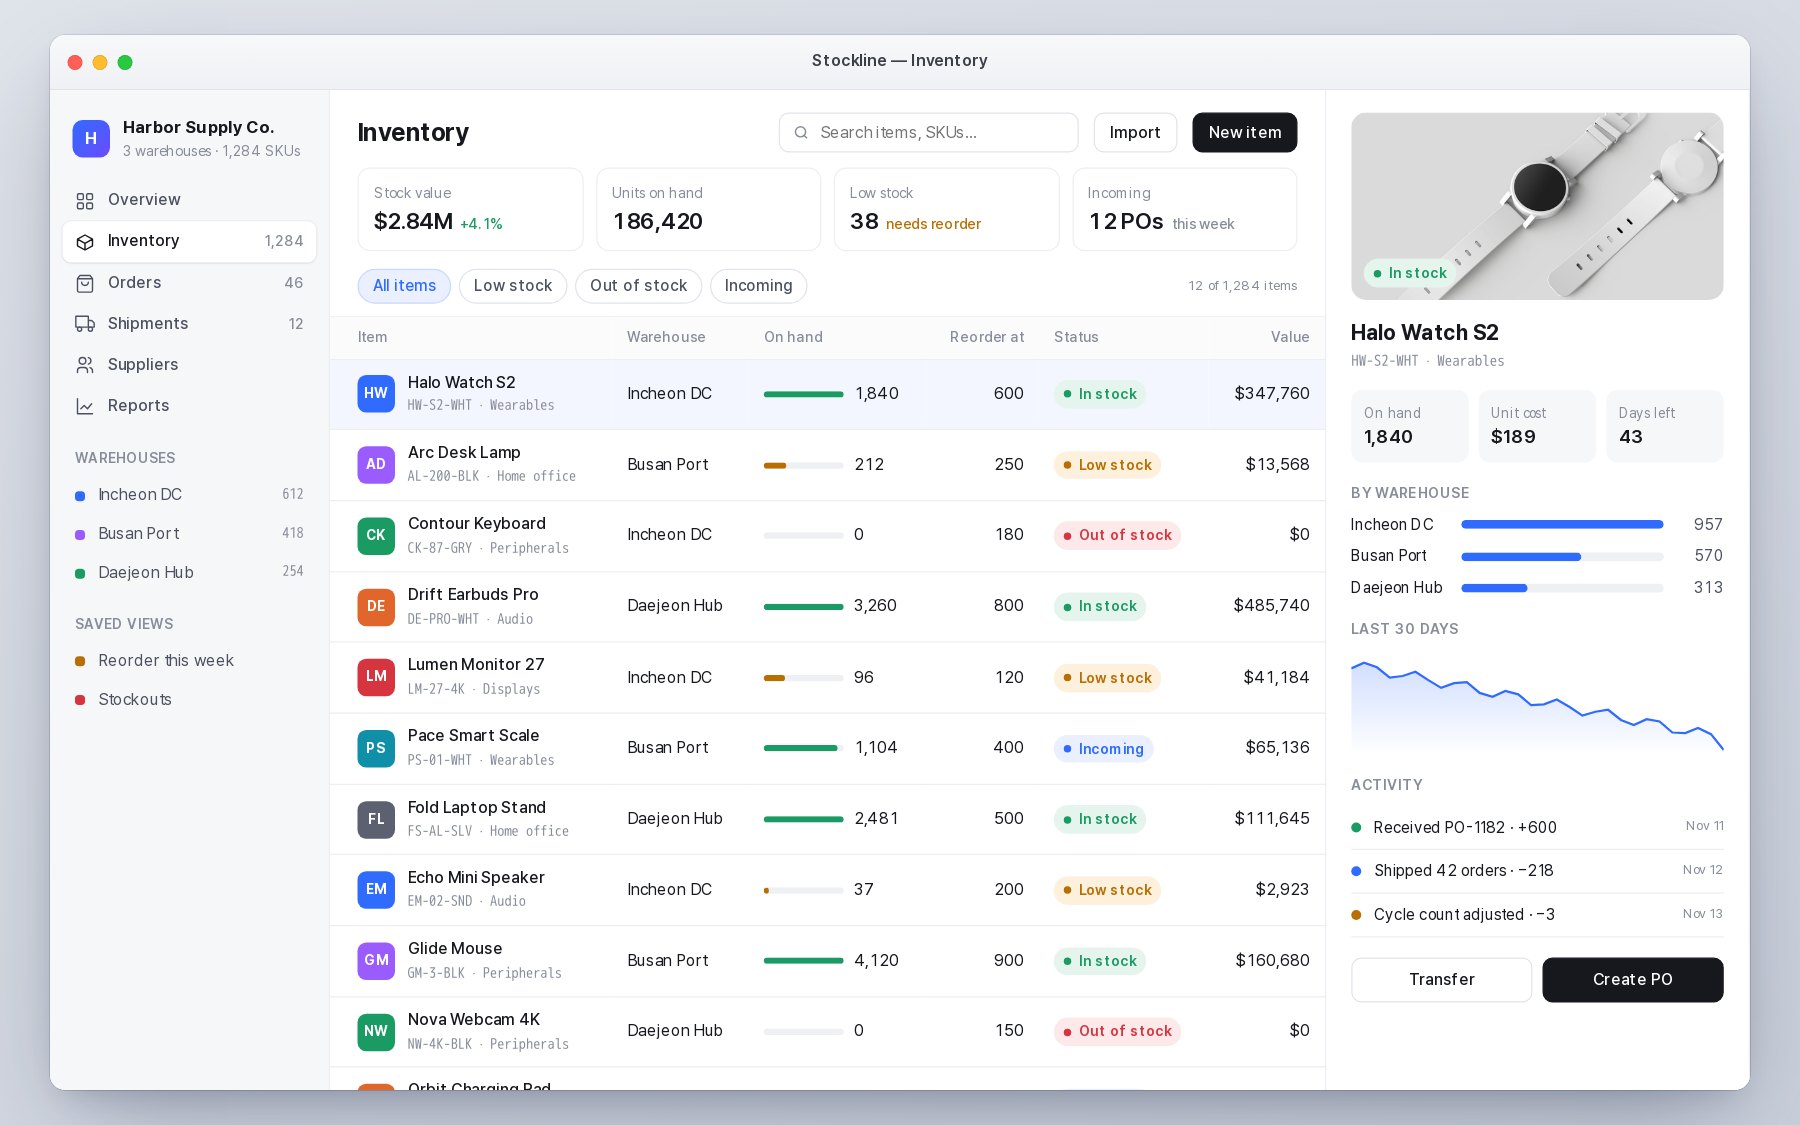 Stockline — Inventory
H
Harbor Supply Co.
3 warehouses · 1,284 SKUs
Overview
Inventory 1,284
Orders 46
Shipments 12
Suppliers
Reports
WAREHOUSES
Incheon DC 612
Busan Port 418
Daejeon Hub 254
SAVED VIEWS
Reorder this week
Stockouts
Inventory
Search items, SKUs...
Import
New item
Stock value
$2.84M +4.1%
Units on hand
186,420
Low stock
38 needs reorder
Incoming
12 POs this week
All items
Low stock
Out of stock
Incoming
12 of 1,284 items
Item Warehouse On hand Reorder at Status Value
HW Halo Watch S2 Incheon DC 1,840 600 In stock $347,760
HW-S2-WHT · Wearables
AD Arc Desk Lamp Busan Port 212 250 Low stock $13,568
AL-200-BLK · Home office
CK Contour Keyboard Incheon DC 0 180 Out of stock $0
CK-87-GRY · Peripherals
DE Drift Earbuds Pro Daejeon Hub 3,260 800 In stock $485,740
DE-PRO-WHT · Audio
LM Lumen Monitor 27 Incheon DC 96 120 Low stock $41,184
LM-27-4K · Displays
PS Pace Smart Scale Busan Port 1,104 400 Incoming $65,136
PS-01-WHT · Wearables
FL Fold Laptop Stand Daejeon Hub 2,481 500 In stock $111,645
FS-AL-SLV · Home office
EM Echo Mini Speaker Incheon DC 37 200 Low stock $2,923
EM-02-SND · Audio
GM Glide Mouse Busan Port 4,120 900 In stock $160,680
GM-3-BLK · Peripherals
NW Nova Webcam 4K Daejeon Hub 0 150 Out of stock $0
NW-4K-BLK · Peripherals
Orbit Charging Pad
In stock
Halo Watch S2
HW-S2-WHT · Wearables
On hand
1,840
Unit cost
$189
Days left
43
BY WAREHOUSE
Incheon DC 957
Busan Port 570
Daejeon Hub 313
LAST 30 DAYS
ACTIVITY
Received PO-1182 · +600 Nov 11
Shipped 42 orders · −218 Nov 12
Cycle count adjusted · −3 Nov 13
Transfer
Create PO